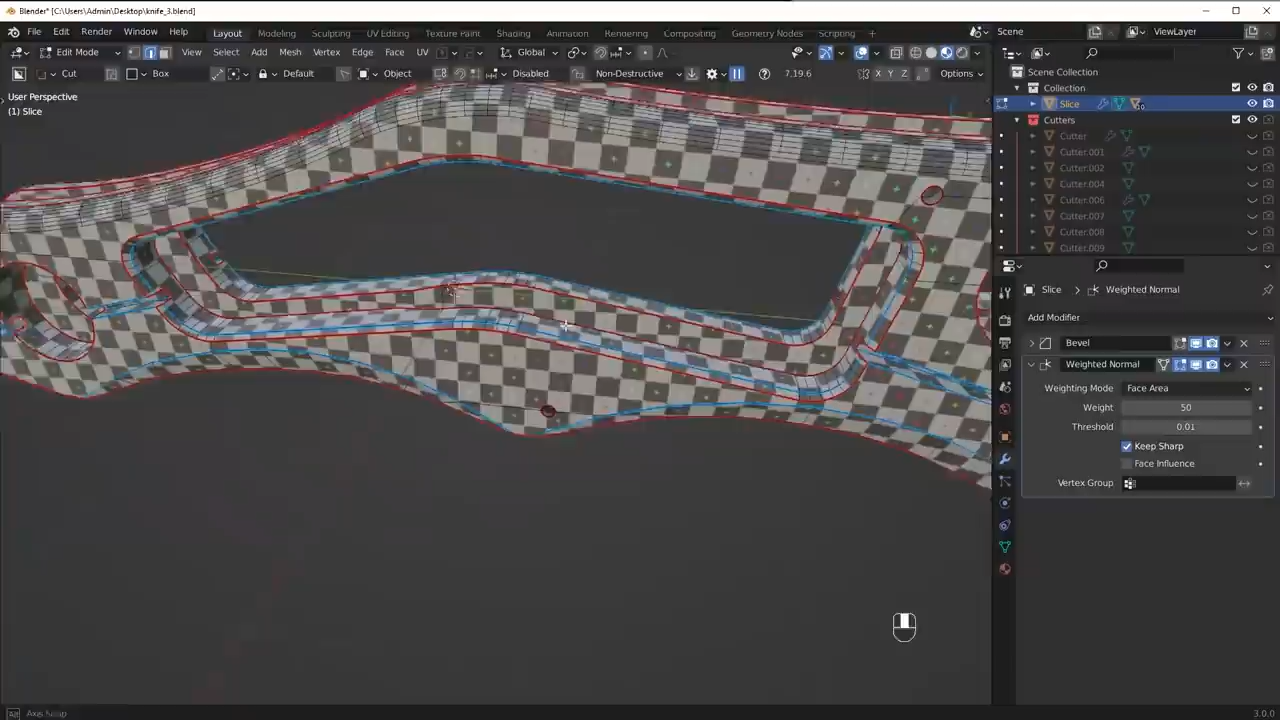 Blender* [C:\Users\Admin\Desktop\knife_3.blend]
File Edit Render Window Help Layout Modeling Sculpting UV Editing Texture Paint Shading Animation Rendering Compositing Geometry Nodes Scripting + Scene ViewLayer
Edit Mode View Select Add Mesh Vertex Edge Face UV Global
Cut Box Default Object Disabled Non-Destructive 7.19.6 X Y Z Options
User Perspective
(1) Slice
Scene Collection
Collection
Slice
Cutters
Cutter
Cutter.001
Cutter.002
Cutter.004
Cutter.006
Cutter.007
Cutter.008
Cutter.009
Slice > Weighted Normal
Add Modifier
Bevel
Weighted Normal
Weighting Mode Face Area
Weight 50
Threshold 0.01
Keep Sharp
Face Influence
Vertex Group
Axis Snap 3.0.0